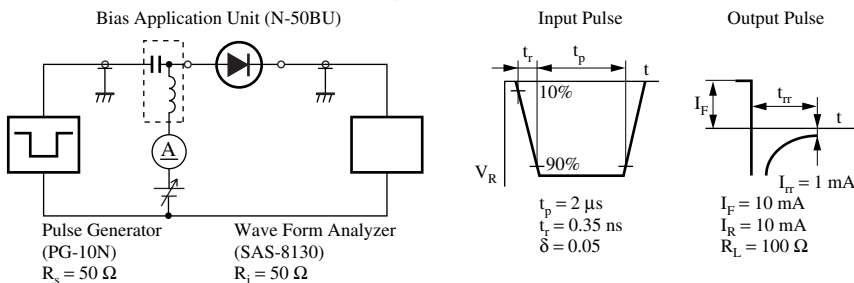 Bias Application Unit (N-50BU)
A
Pulse Generator
(PG-10N)
R_s = 50 Ω
Wave Form Analyzer
(SAS-8130)
R_i = 50 Ω
Input Pulse
t_r
t_p
t
10%
90%
V_R
t_p = 2 μs
t_r = 0.35 ns
δ = 0.05
Output Pulse
I_F
t_rr
t
I_rr = 1 mA
I_F = 10 mA
I_R = 10 mA
R_L = 100 Ω